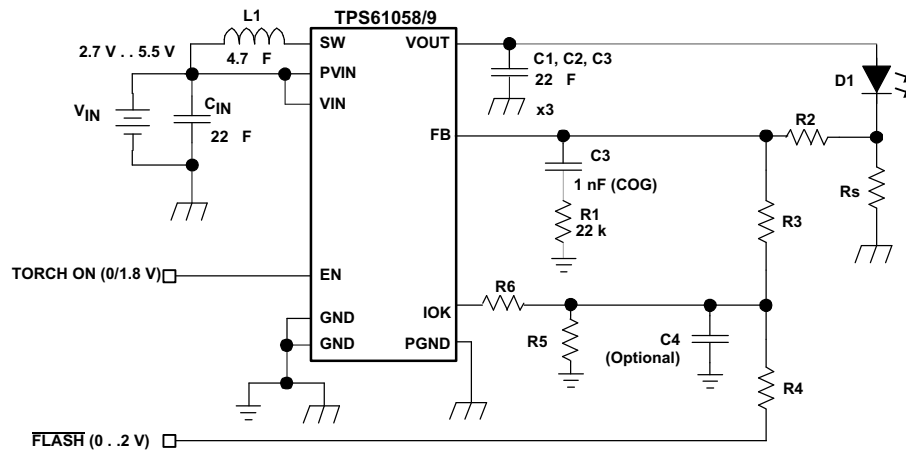 TPS61058/9
L1
4.7 F
2.7 V . . 5.5 V
SW
VOUT
C1, C2, C3
22 F
x3
D1
PVIN
VIN
VIN
CIN
22 F
FB
R2
C3
1 nF (COG)
R1
22 k
R3
Rs
TORCH ON (0/1.8 V)
EN
R6
IOK
GND
GND
PGND
R5
C4
(Optional)
R4
FLASH (0 . .2 V)